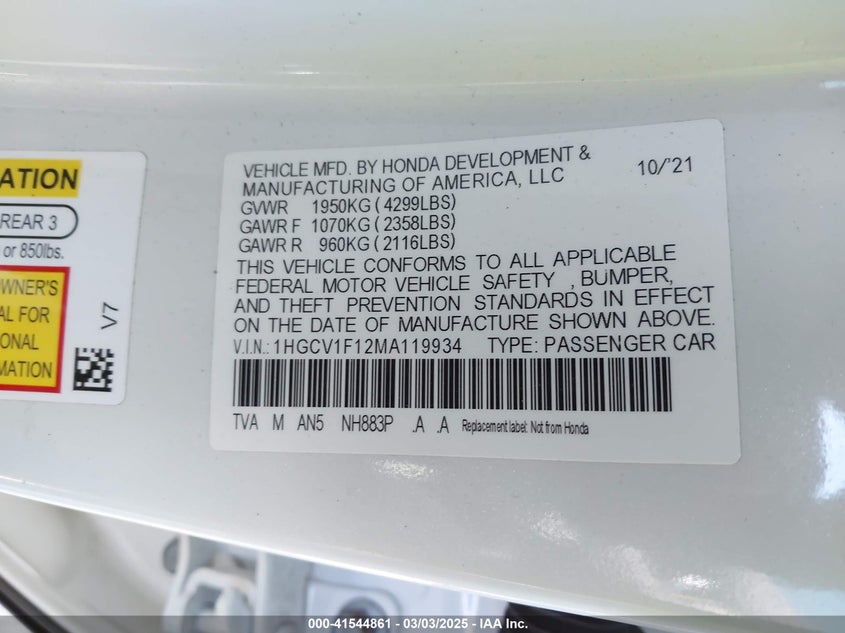 ATION
REAR 3
or 850lbs.
OWNER'S
AL FOR
ONAL
MATION
V7
VEHICLE MFD. BY HONDA DEVELOPMENT & 10/'21
MANUFACTURING OF AMERICA, LLC
GVWR 1950KG (4299LBS)
GAWR F 1070KG (2358LBS)
GAWR R 960KG (2116LBS)
THIS VEHICLE CONFORMS TO ALL APPLICABLE
FEDERAL MOTOR VEHICLE SAFETY , BUMPER,
AND THEFT PREVENTION STANDARDS IN EFFECT
ON THE DATE OF MANUFACTURE SHOWN ABOVE.
V.I.N.: 1HGCV1F12MA119934 TYPE: PASSENGER CAR
TVA M AN5 NH883P .A .A Replacement label: Not from Honda
000-41544861 - 03/03/2025 - IAA Inc.